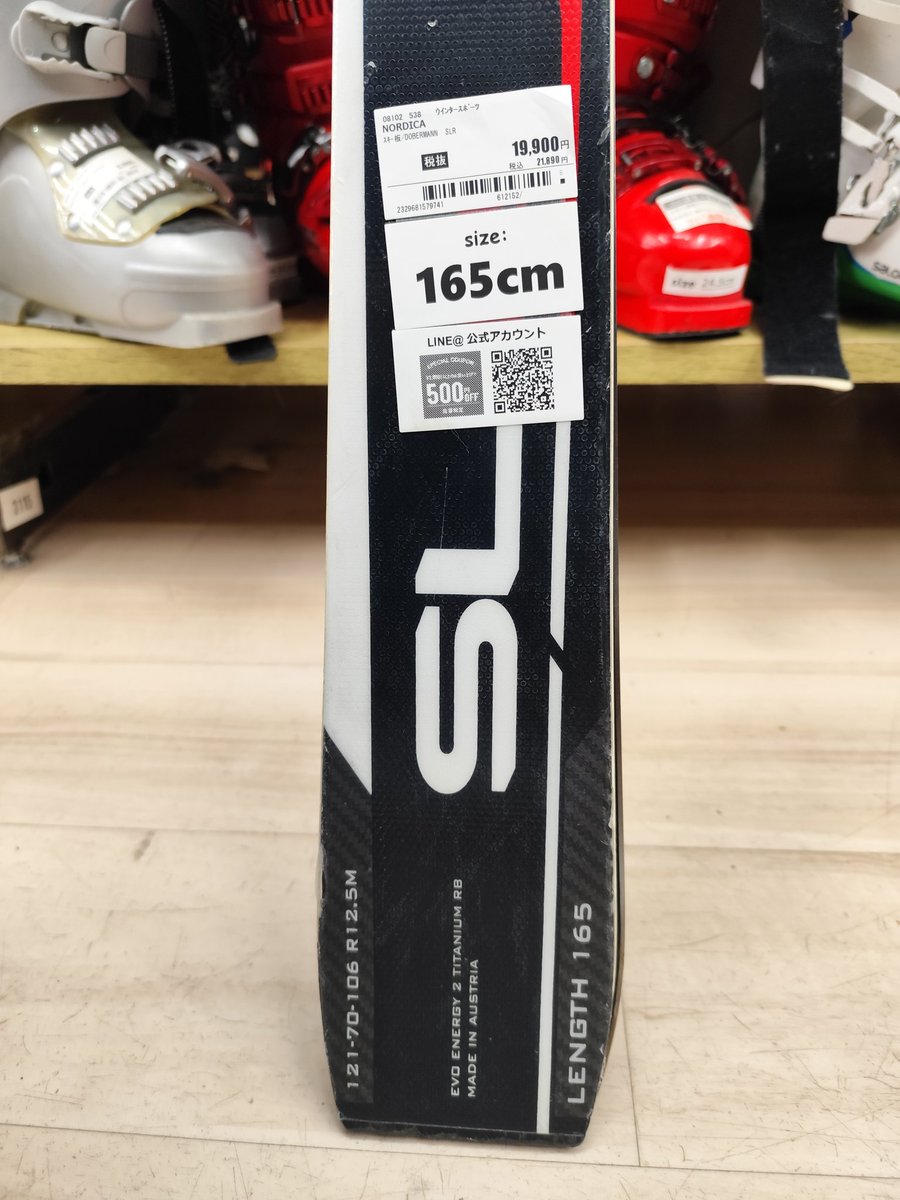 08102 538 ウインタースポーツ
NORDICA
スキー板/DOBERMANN SLR
税抜
19,900円
税込 21,890円
2329681579741
612152/
size:
165cm
LINE@ 公式アカウント
SPECIAL COUPON
500円OFF
SL
121-70-106 R12.5M
EVO ENERGY 2 TITANIUM RB
MADE IN AUSTRIA
LENGTH 165